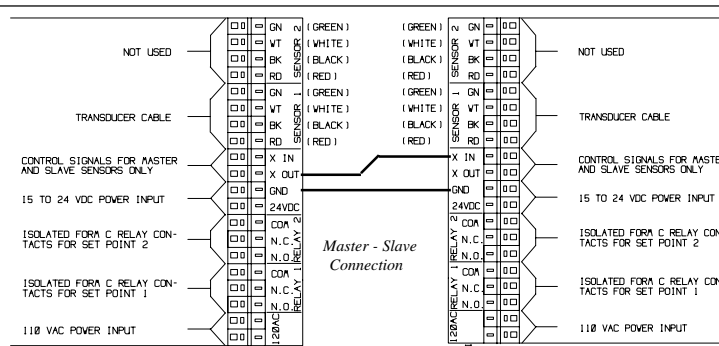 NOT USED
TRANSDUCER CABLE
CONTROL SIGNALS FOR MASTER
AND SLAVE SENSORS ONLY
15 TO 24 VDC POWER INPUT
ISOLATED FORM C RELAY CON-
TACTS FOR SET POINT 2
ISOLATED FORM C RELAY CON-
TACTS FOR SET POINT 1
110 VAC POWER INPUT
GN
WT
BK
RD
GN
WT
BK
RD
X IN
X OUT
GND
24VDC
COM
N.C.
N.O.
COM
N.C.
N.O.
SENSOR 2
SENSOR 1
RELAY 2
RELAY 1
120AC
(GREEN)
(WHITE)
(BLACK)
(RED)
(GREEN)
(WHITE)
(BLACK)
(RED)
Master - Slave
Connection
(GREEN)
(WHITE)
(BLACK)
(RED)
(GREEN)
(WHITE)
(BLACK)
(RED)
SENSOR 2
SENSOR 1
RELAY 2
RELAY 1
120AC
GN
WT
BK
RD
GN
WT
BK
RD
X IN
X OUT
GND
24VDC
COM
N.C.
N.O.
COM
N.C.
N.O.
NOT USED
TRANSDUCER CABLE
CONTROL SIGNALS FOR MASTE
AND SLAVE SENSORS ONLY
15 TO 24 VDC POWER INPUT
ISOLATED FORM C RELAY CON
TACTS FOR SET POINT 2
ISOLATED FORM C RELAY CON
TACTS FOR SET POINT 1
110 VAC POWER INPUT